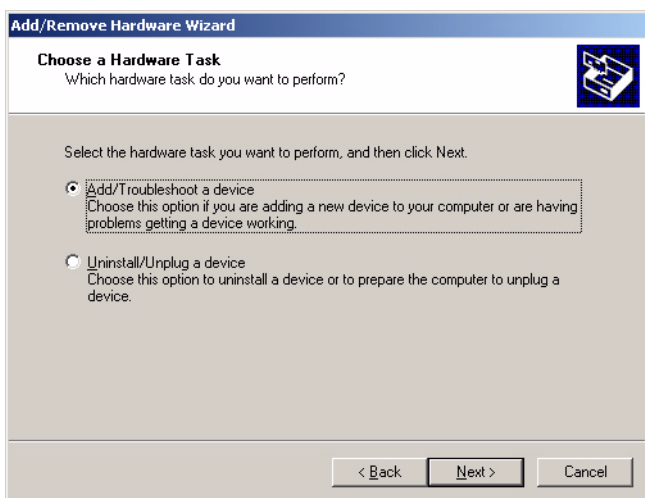 Add/Remove Hardware Wizard
Choose a Hardware Task
Which hardware task do you want to perform?
Select the hardware task you want to perform, and then click Next.
Add/Troubleshoot a device
Choose this option if you are adding a new device to your computer or are having
problems getting a device working.
Uninstall/Unplug a device
Choose this option to uninstall a device or to prepare the computer to unplug a
device.
< Back
Next >
Cancel